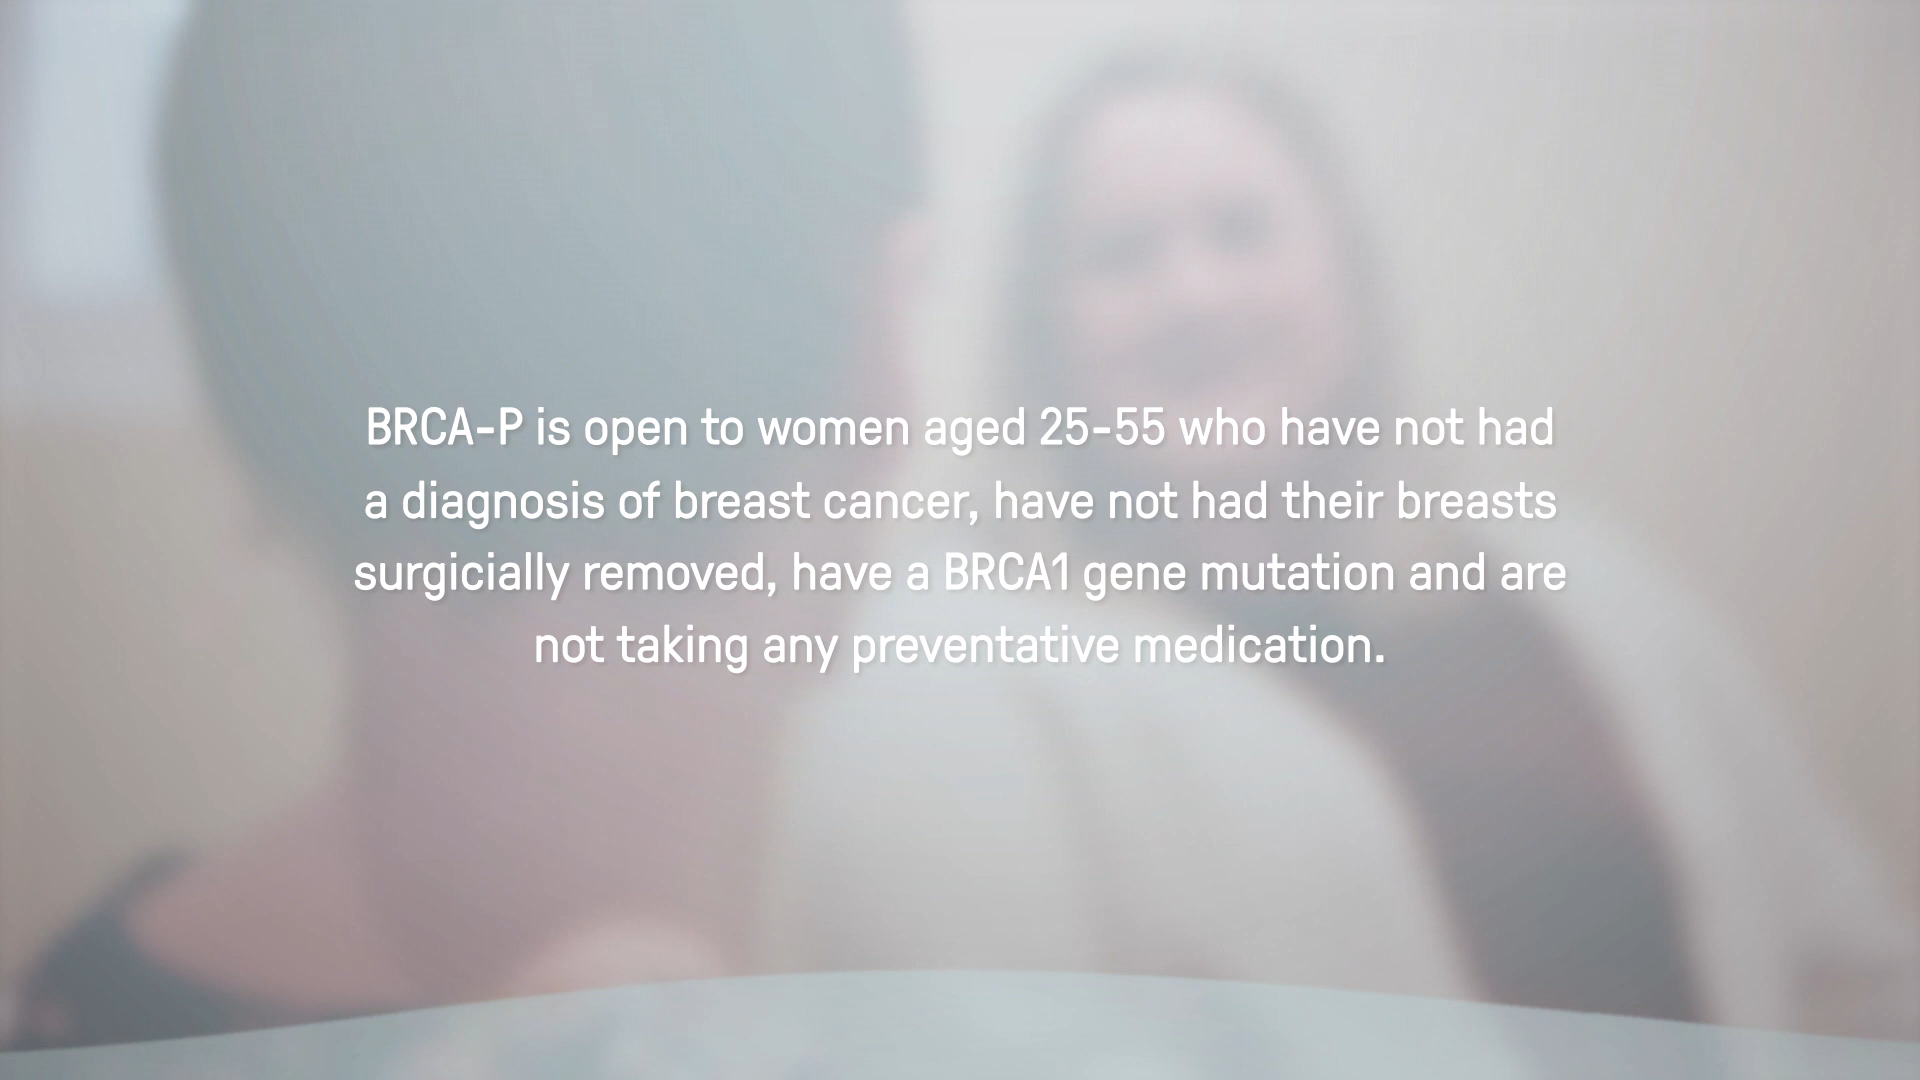 BRCA-P is open to women aged 25-55 who have not had
a diagnosis of breast cancer, have not had their breasts
surgicially removed, have a BRCA1 gene mutation and are
not taking any preventative medication.